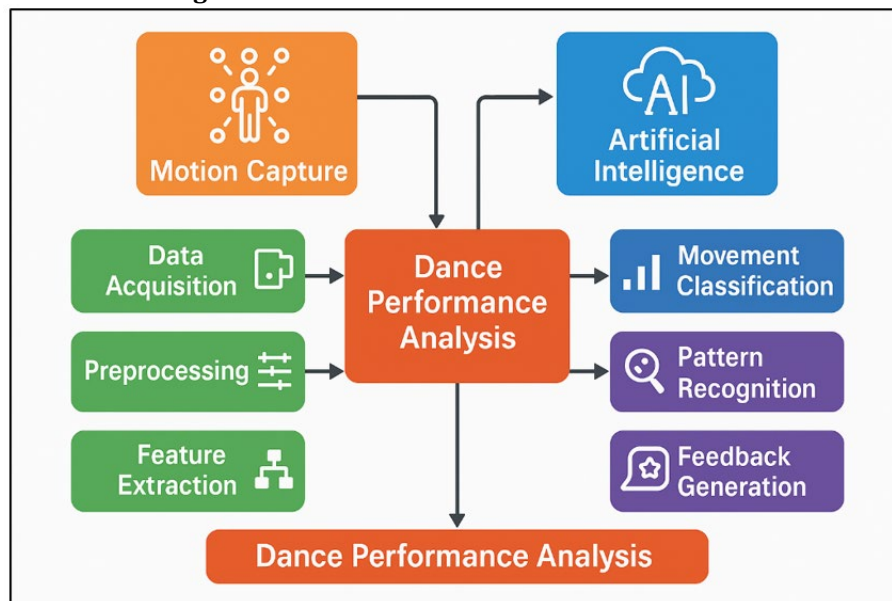 Motion Capture
AI
Artificial
Intelligence
Data
Acquisition
Dance
Performance
Analysis
Movement
Classification
Preprocessing
Pattern
Recognition
Feature
Extraction
Feedback
Generation
Dance Performance Analysis